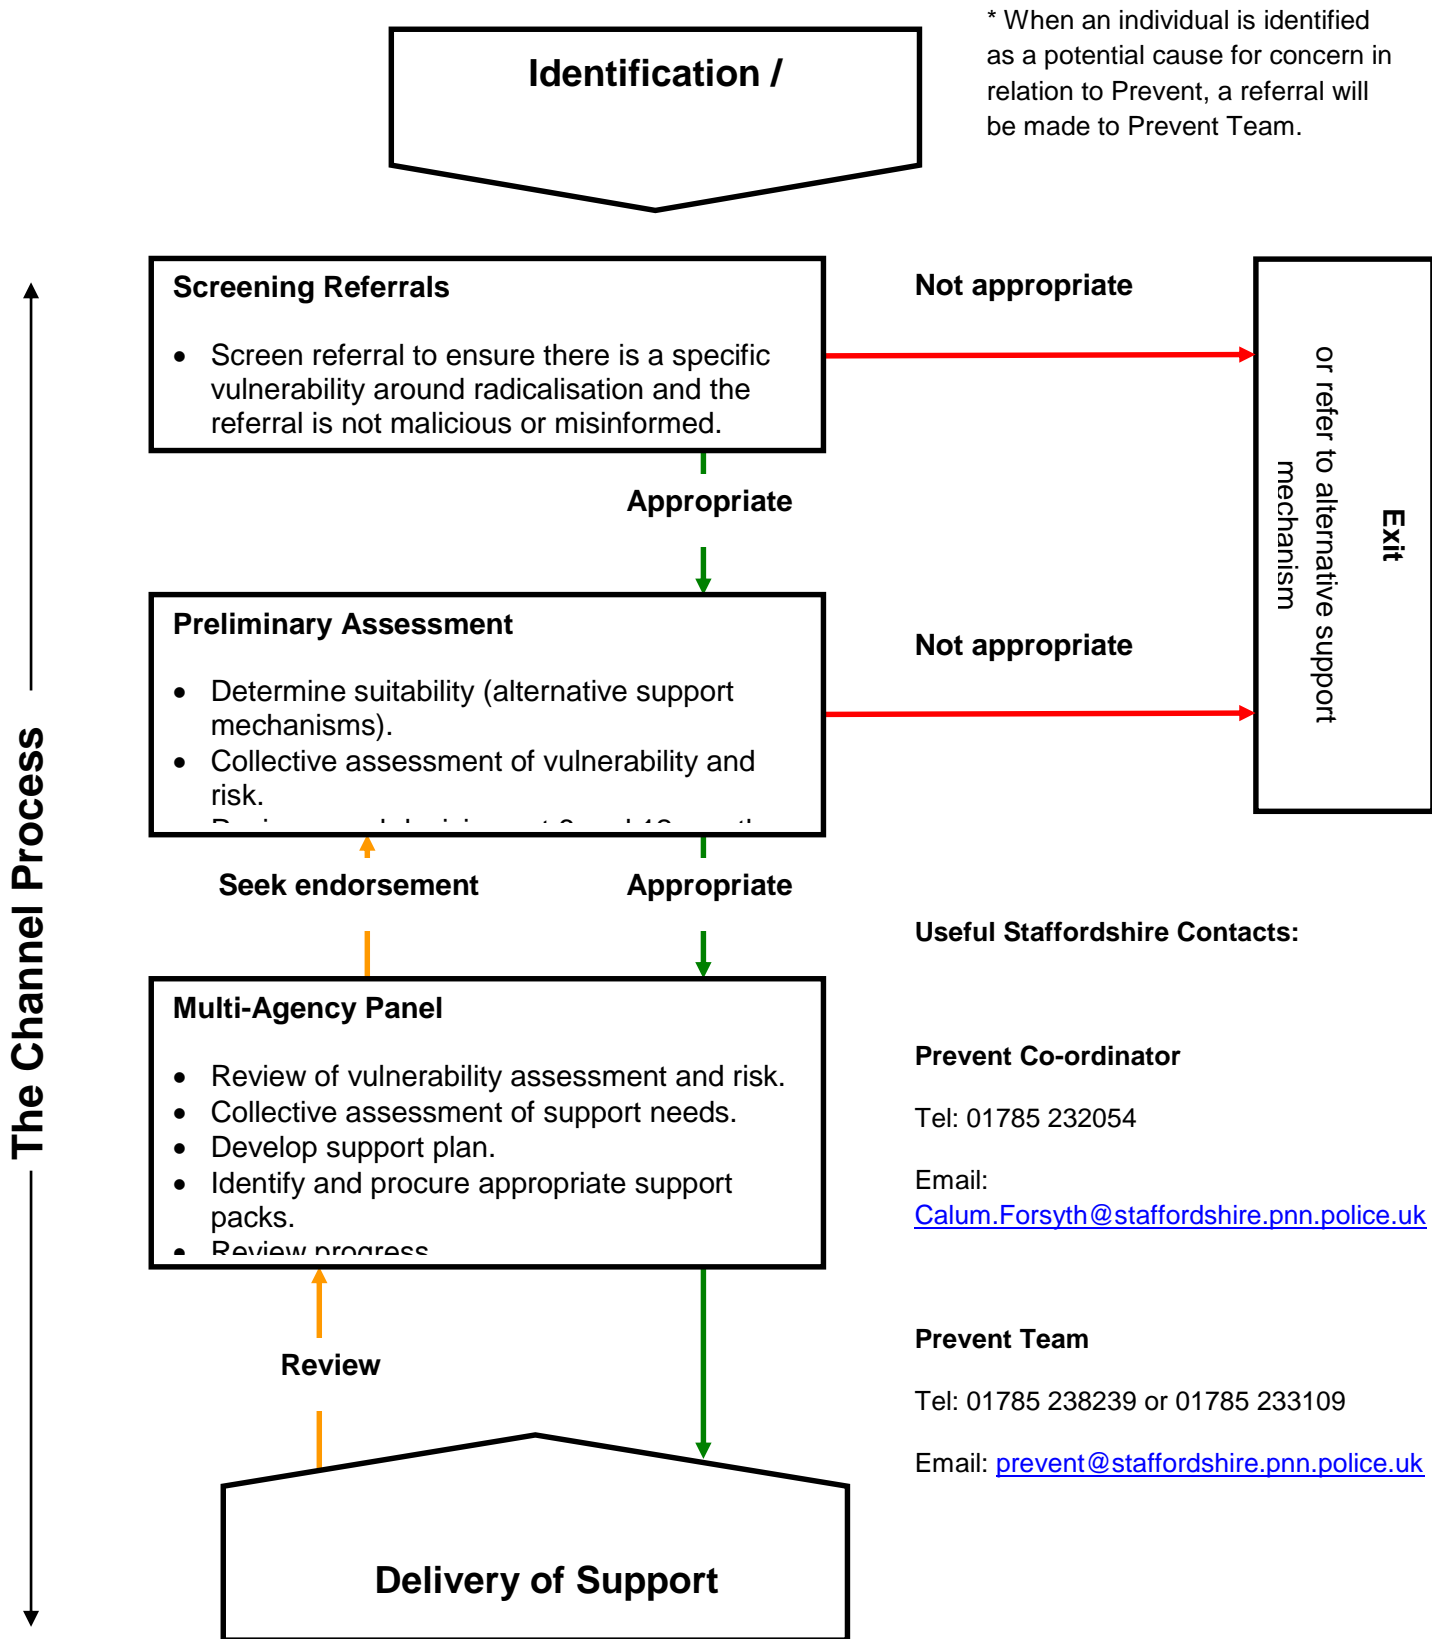 * When an individual is identified
as a potential cause for concern in
relation to Prevent, a referral will
be made to Prevent Team.
Identification /
The Channel Process
Screening Referrals
• Screen referral to ensure there is a specific
vulnerability around radicalisation and the
referral is not malicious or misinformed.
Not appropriate
Exit
or refer to alternative support
mechanism
Appropriate
Preliminary Assessment
• Determine suitability (alternative support
mechanisms).
• Collective assessment of vulnerability and
risk.
Not appropriate
Seek endorsement
Appropriate
Multi-Agency Panel
• Review of vulnerability assessment and risk.
• Collective assessment of support needs.
• Develop support plan.
• Identify and procure appropriate support
packs.
• Review progress
Review
Delivery of Support
Useful Staffordshire Contacts:
Prevent Co-ordinator
Tel: 01785 232054
Email:
Calum.Forsyth@staffordshire.pnn.police.uk
Prevent Team
Tel: 01785 238239 or 01785 233109
Email: prevent@staffordshire.pnn.police.uk